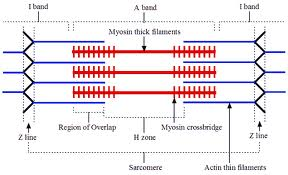 I band
A band
I band
Myosin thick filaments
Z line
Region of Overlap
H zone
Myosin crossbridge
Z line
Actin thin filaments
Sarcomere